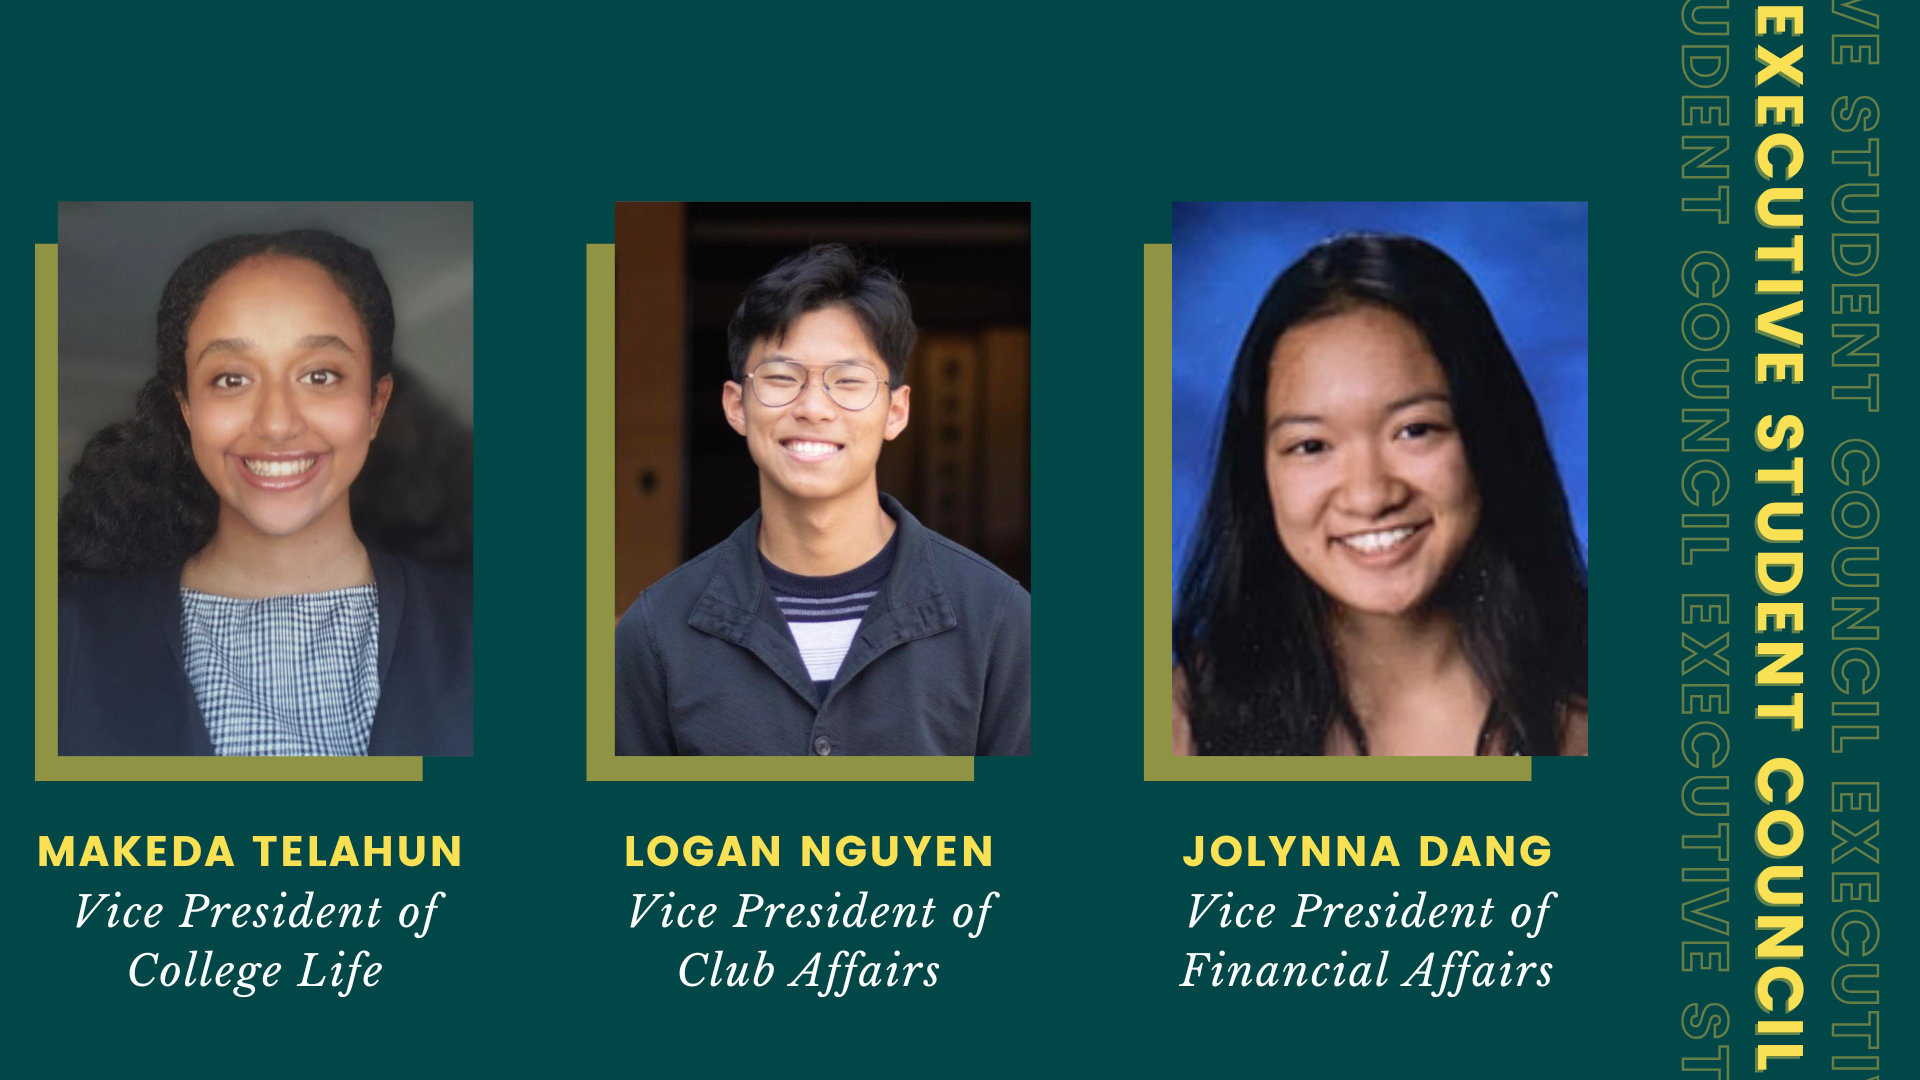 MAKEDA TELAHUN
Vice President of
College Life
LOGAN NGUYEN
Vice President of
Club Affairs
JOLYNNA DANG
Vice President of
Financial Affairs
VE STUDENT COUNCIL EXECUTI
EXECUTIVE STUDENT COUNCIL
UDENT COUNCIL EXECUTIVE ST